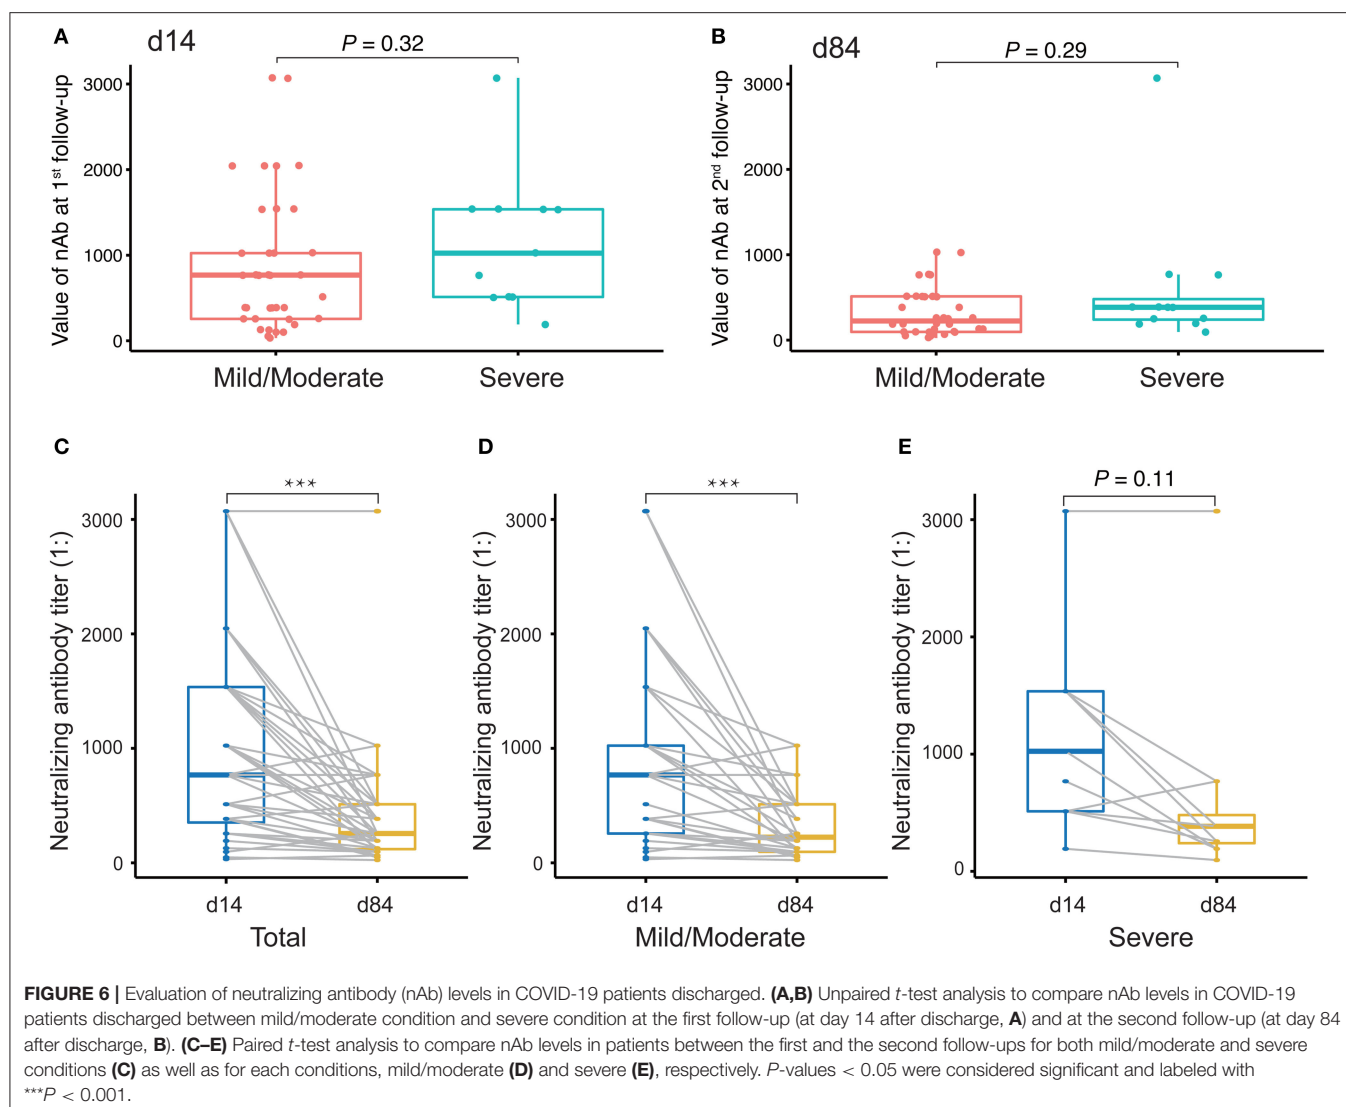 A
d14
P = 0.32
Value of nAb at 1st follow-up
3000
2000
1000
0
Mild/Moderate
Severe
B
d84
P = 0.29
Value of nAb at 2nd follow-up
3000
2000
1000
0
Mild/Moderate
Severe
C
***
Neutralizing antibody titer (1:)
3000
2000
1000
0
d14
d84
Total
D
***
Neutralizing antibody titer (1:)
3000
2000
1000
0
d14
d84
Mild/Moderate
E
P = 0.11
Neutralizing antibody titer (1:)
3000
2000
1000
0
d14
d84
Severe
FIGURE 6 | Evaluation of neutralizing antibody (nAb) levels in COVID-19 patients discharged. (A,B) Unpaired t-test analysis to compare nAb levels in COVID-19
patients discharged between mild/moderate condition and severe condition at the first follow-up (at day 14 after discharge, A) and at the second follow-up (at day 84
after discharge, B). (C–E) Paired t-test analysis to compare nAb levels in patients between the first and the second follow-ups for both mild/moderate and severe
conditions (C) as well as for each conditions, mild/moderate (D) and severe (E), respectively. P-values < 0.05 were considered significant and labeled with
***P < 0.001.